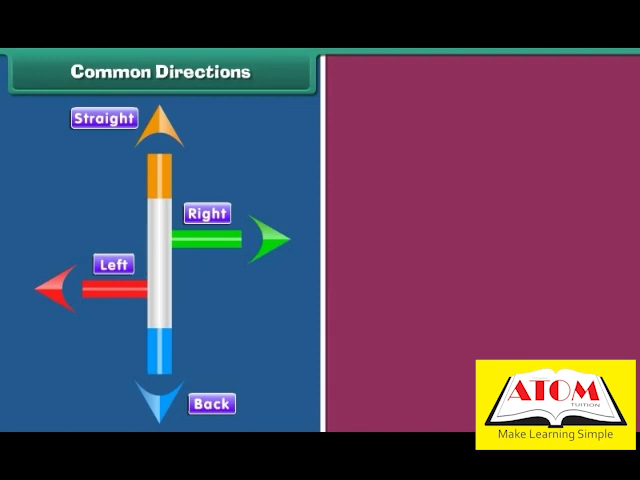 Common Directions
Straight
Right
Left
Back
ATOM
TUITION
Make Learning Simple